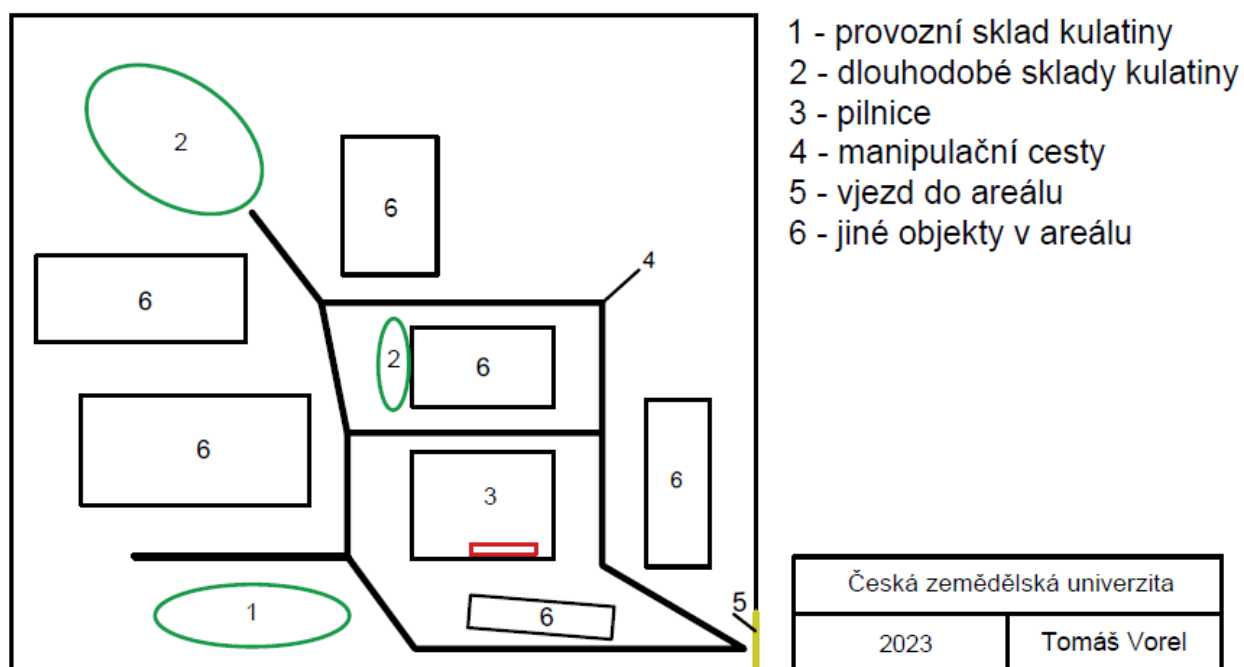 1 - provozní sklad kulatiny
2 - dlouhodobé sklady kulatiny
3 - pilnice
4 - manipulační cesty
5 - vjezd do areálu
6 - jiné objekty v areálu
2
6
4
6
2
6
6
3
6
1
6
5
Česká zemědělská univerzita
2023 Tomáš Vorel